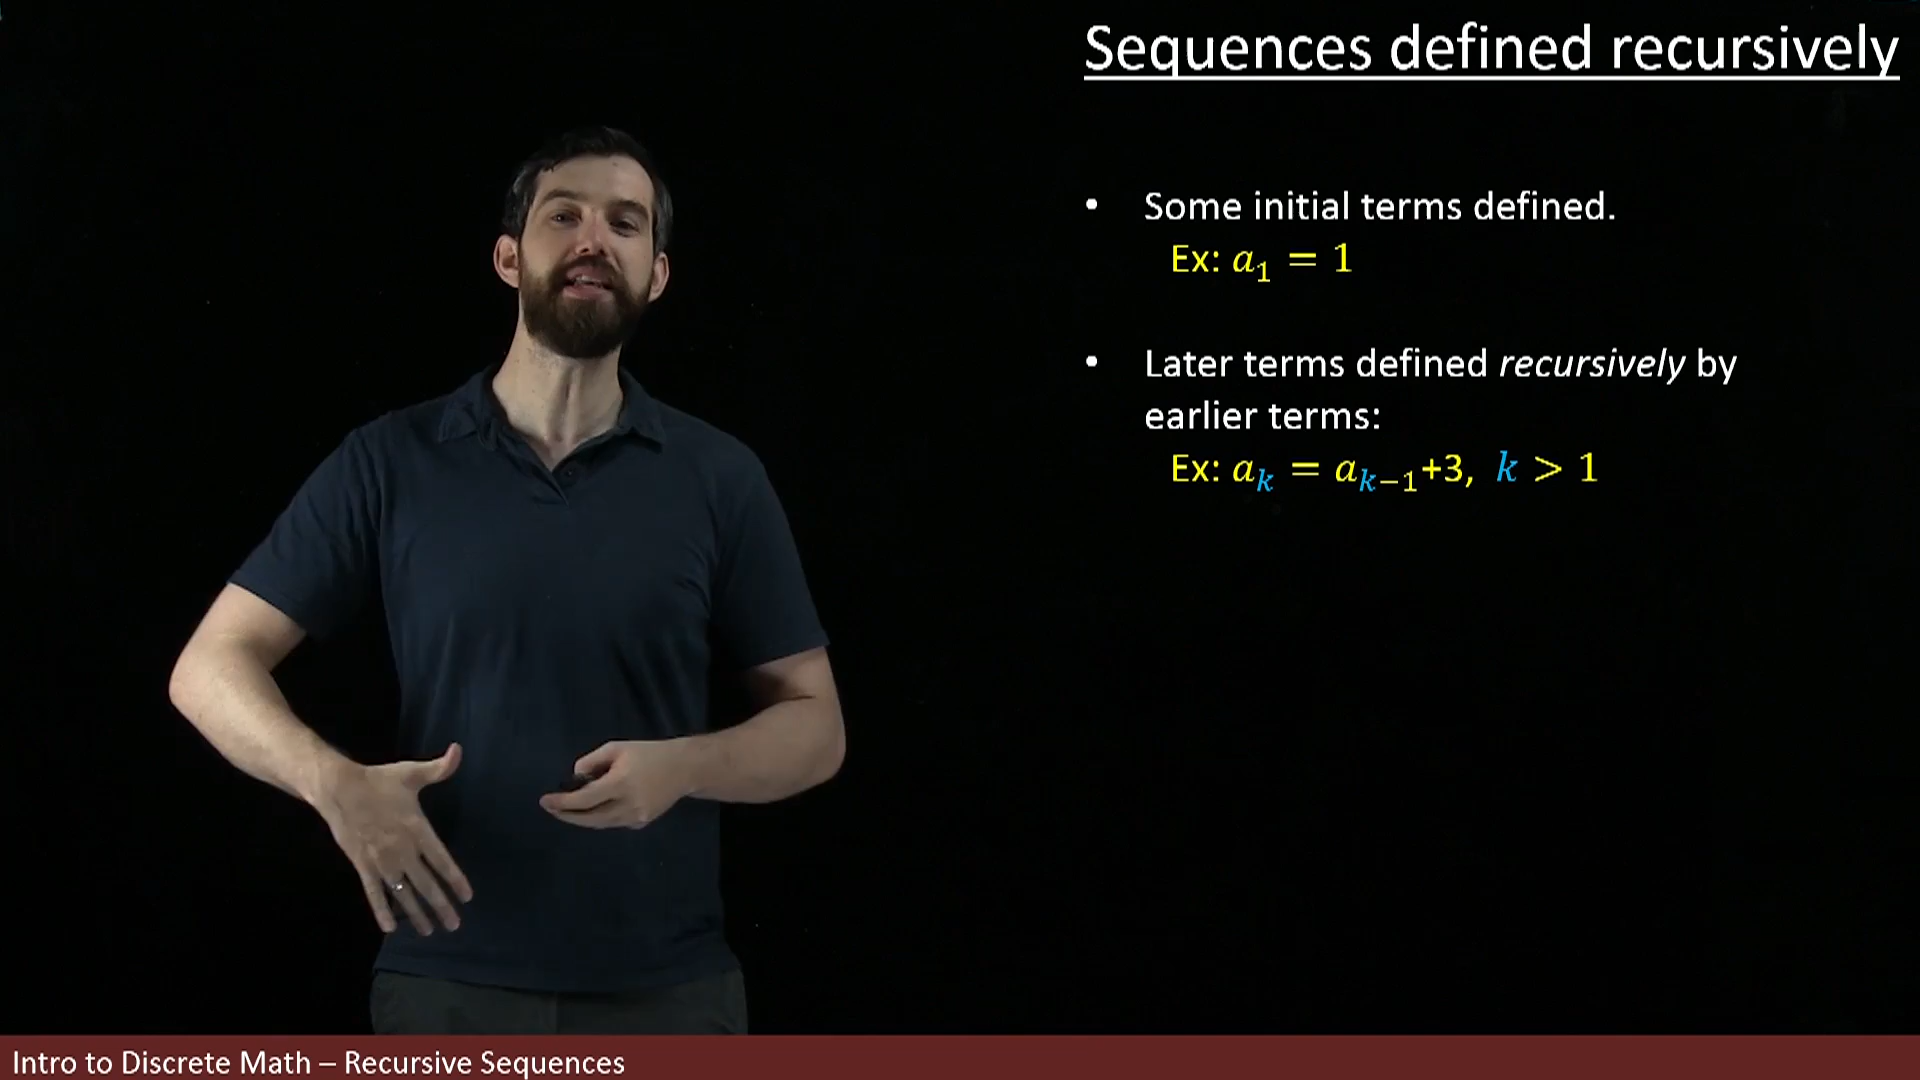 Sequences defined recursively
• Some initial terms defined.
Ex: a₁ = 1
• Later terms defined recursively by
earlier terms:
Ex: aₖ = aₖ₋₁+3, k > 1
Intro to Discrete Math – Recursive Sequences